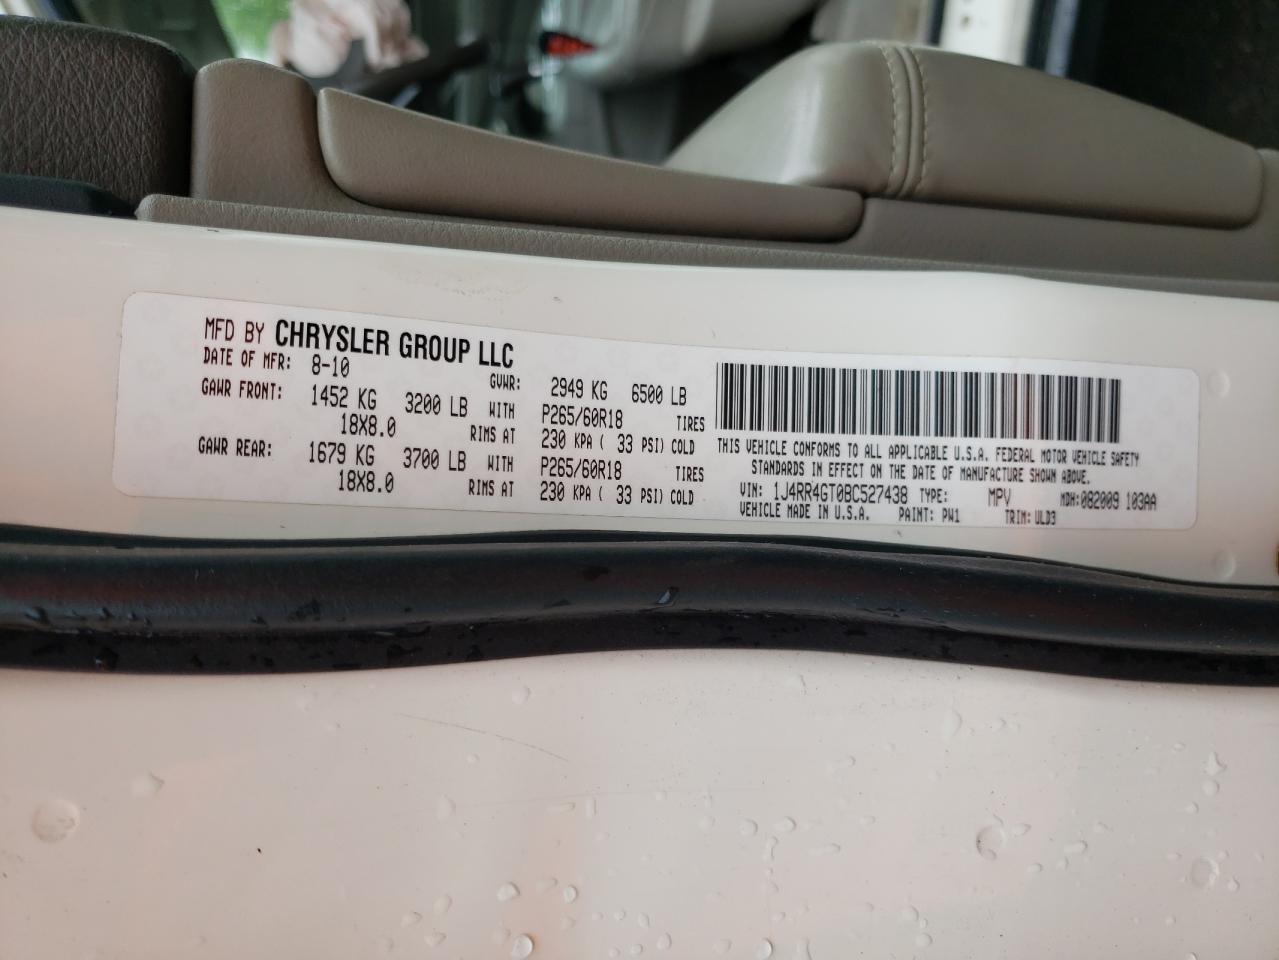 MFD BY CHRYSLER GROUP LLC
DATE OF MFR: 8-10 GVWR: 2949 KG 6500 LB
GAWR FRONT: 1452 KG 3200 LB WITH P265/60R18 TIRES
18X8.0 RIMS AT 230 KPA ( 33 PSI) COLD
GAWR REAR: 1679 KG 3700 LB WITH P265/60R18 TIRES
18X8.0 RIMS AT 230 KPA ( 33 PSI) COLD
THIS VEHICLE CONFORMS TO ALL APPLICABLE U.S.A. FEDERAL MOTOR VEHICLE SAFETY
STANDARDS IN EFFECT ON THE DATE OF MANUFACTURE SHOWN ABOVE.
VIN: 1J4RR4GT0BC527438 TYPE: MPV MDH:082009 103AA
VEHICLE MADE IN U.S.A. PAINT: PW1 TRIM: ULD3